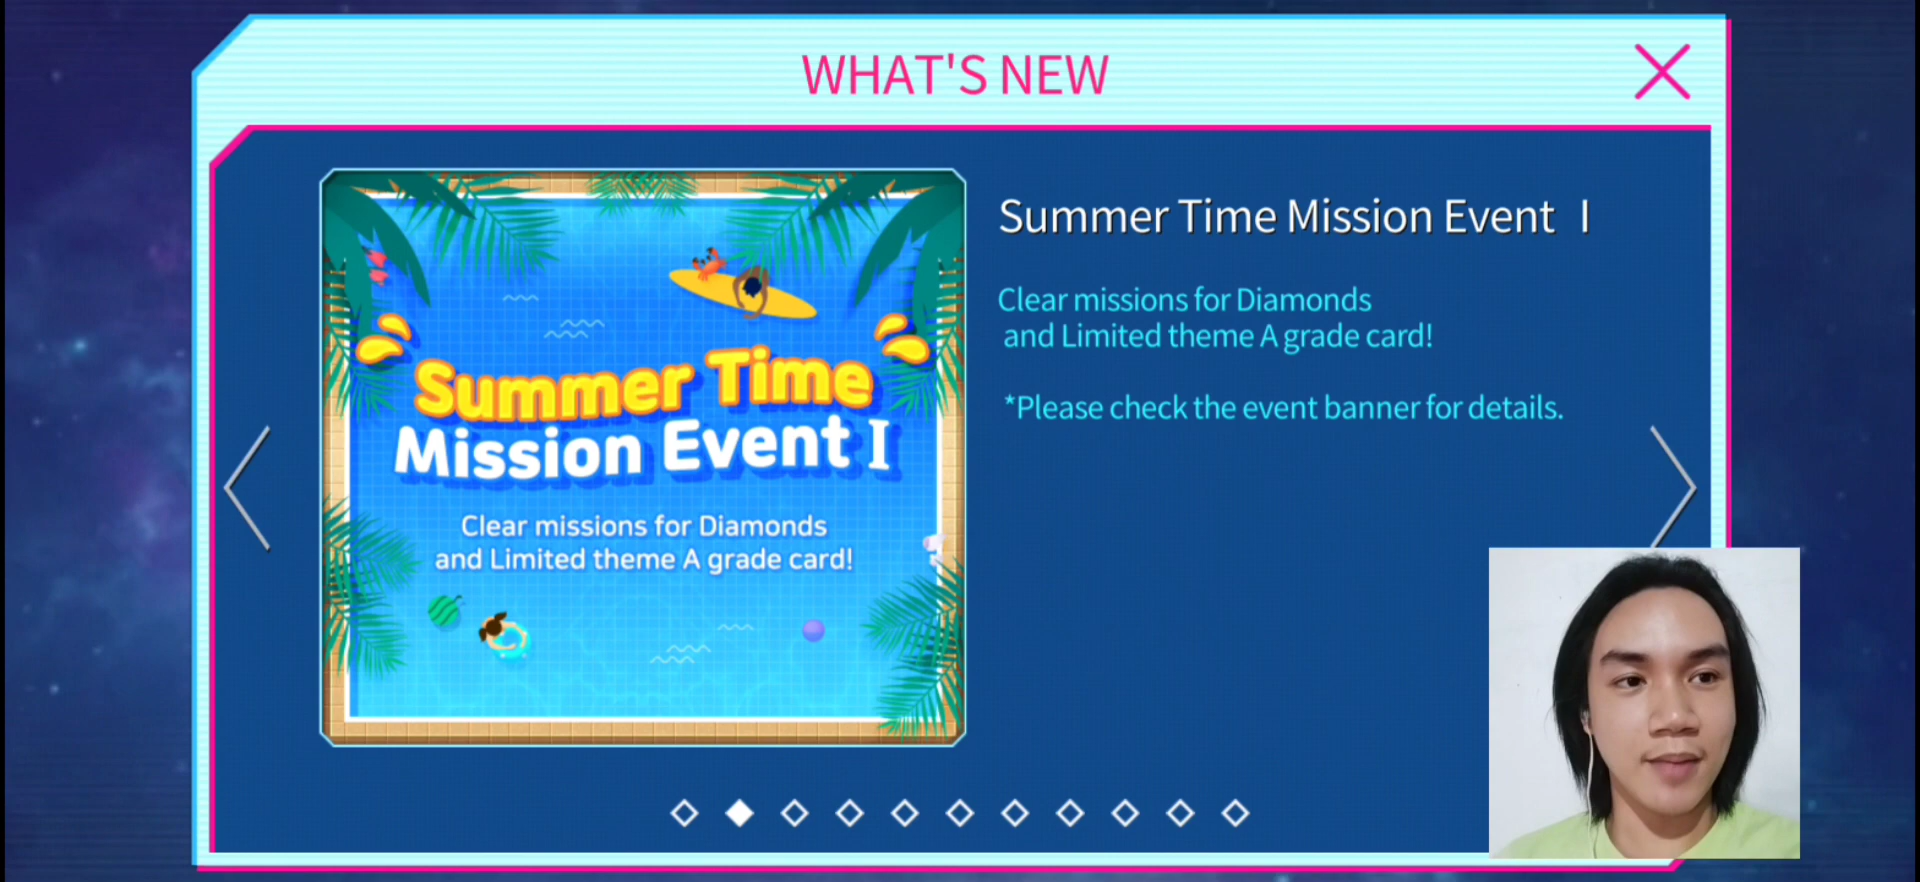 WHAT'S NEW
Summer Time
Mission Event I
Clear missions for Diamonds
and Limited theme A grade card!
Summer Time Mission Event I
Clear missions for Diamonds
and Limited theme A grade card!
*Please check the event banner for details.